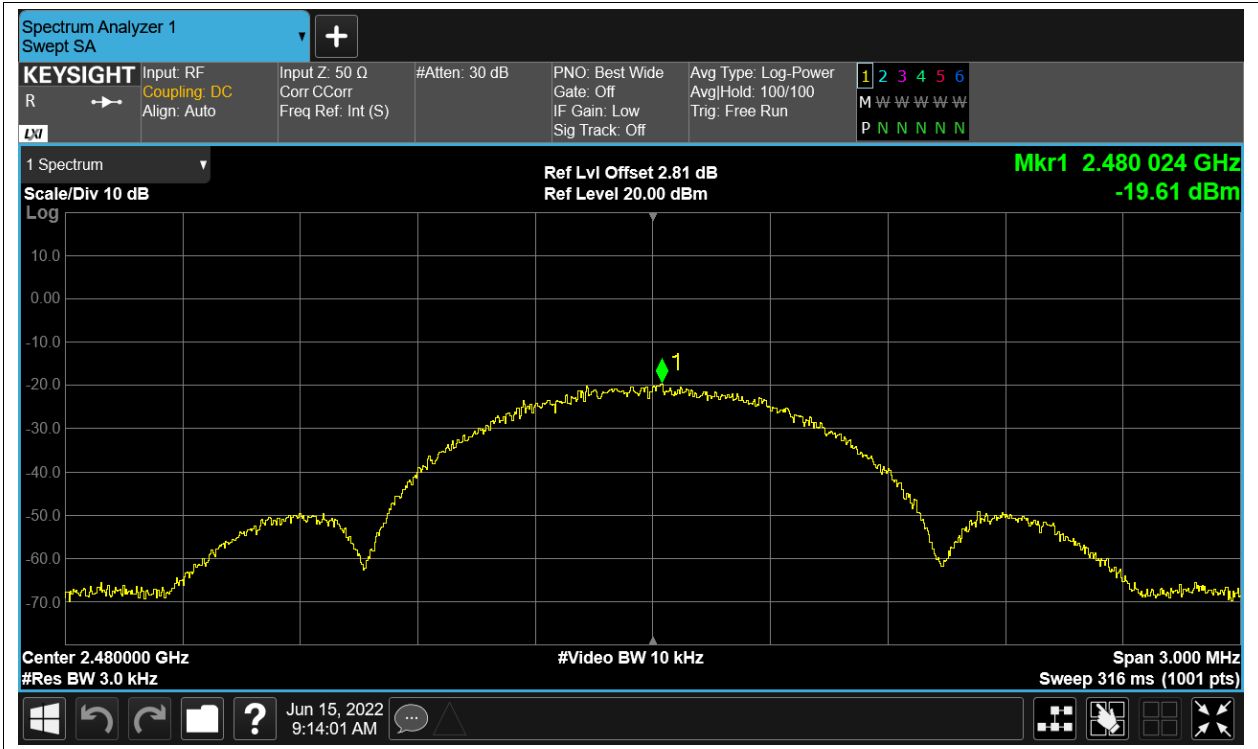 Spectrum Analyzer 1
Swept SA
KEYSIGHT
R
LXI
Input: RF
Coupling: DC
Align: Auto
Input Z: 50 Ω
Corr CCorr
Freq Ref: Int (S)
#Atten: 30 dB
PNO: Best Wide
Gate: Off
IF Gain: Low
Sig Track: Off
Avg Type: Log-Power
Avg|Hold: 100/100
Trig: Free Run
1 2 3 4 5 6
M W W W W W
P N N N N N
1 Spectrum
Scale/Div 10 dB
Log
Ref Lvl Offset 2.81 dB
Ref Level 20.00 dBm
Mkr1 2.480 024 GHz
-19.61 dBm
10.0
0.00
-10.0
1
-20.0
-30.0
-40.0
-50.0
-60.0
-70.0
Center 2.480000 GHz
#Video BW 10 kHz
Span 3.000 MHz
#Res BW 3.0 kHz
Sweep 316 ms (1001 pts)
?
Jun 15, 2022
9:14:01 AM